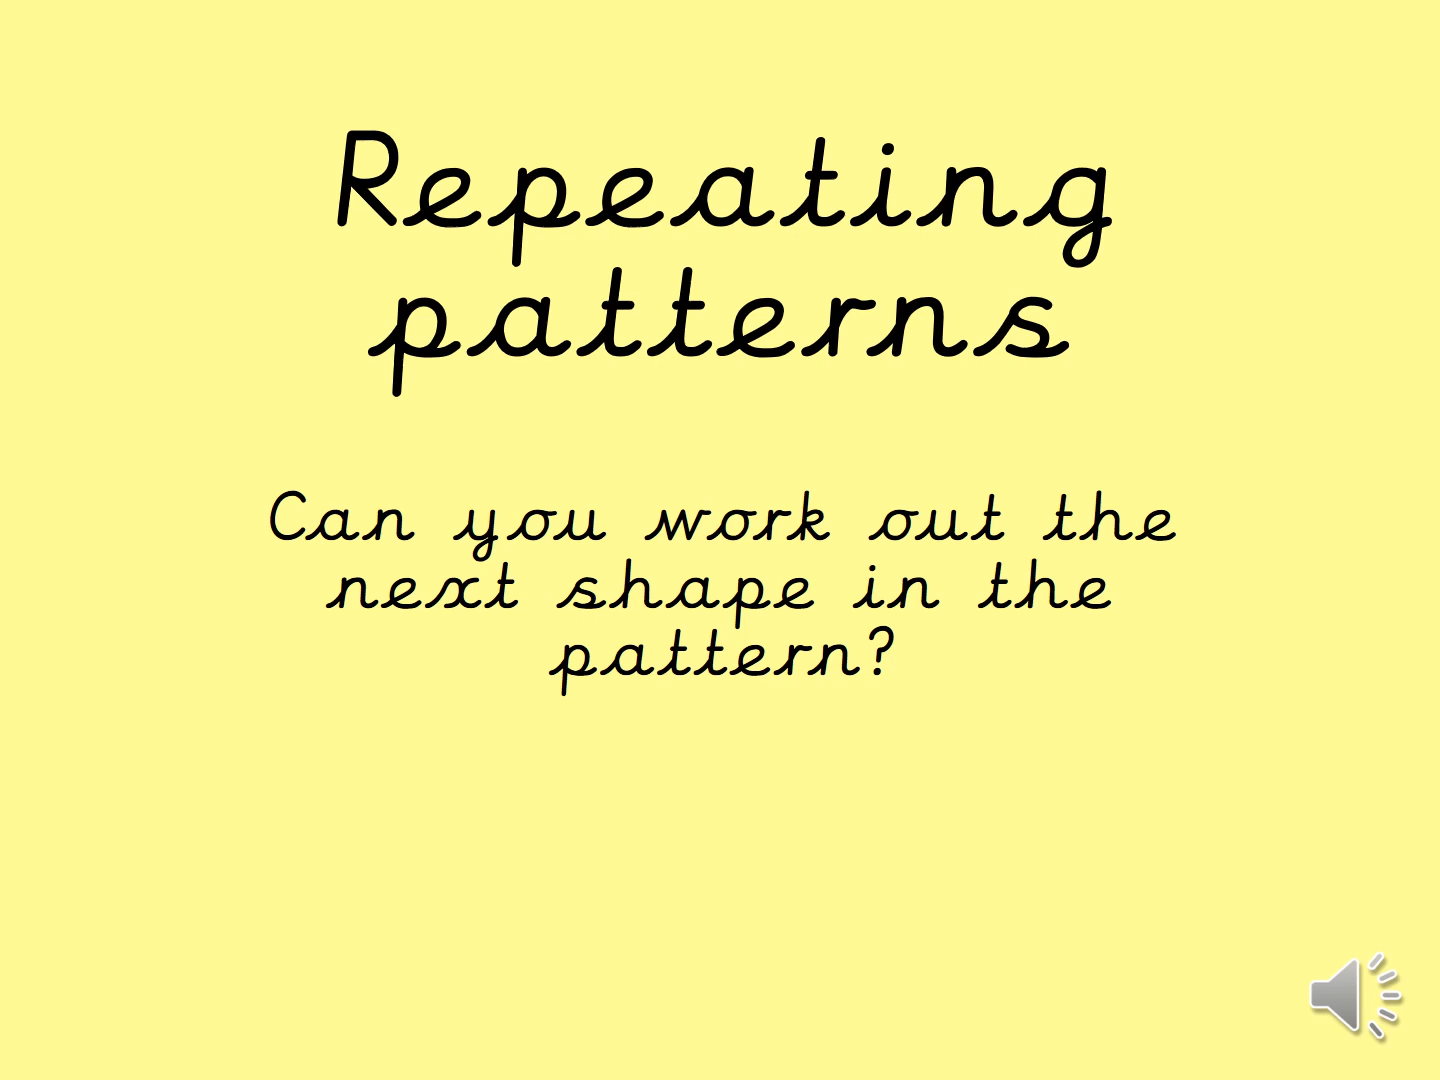 Repeating
patterns
Can you work out the
next shape in the
pattern?